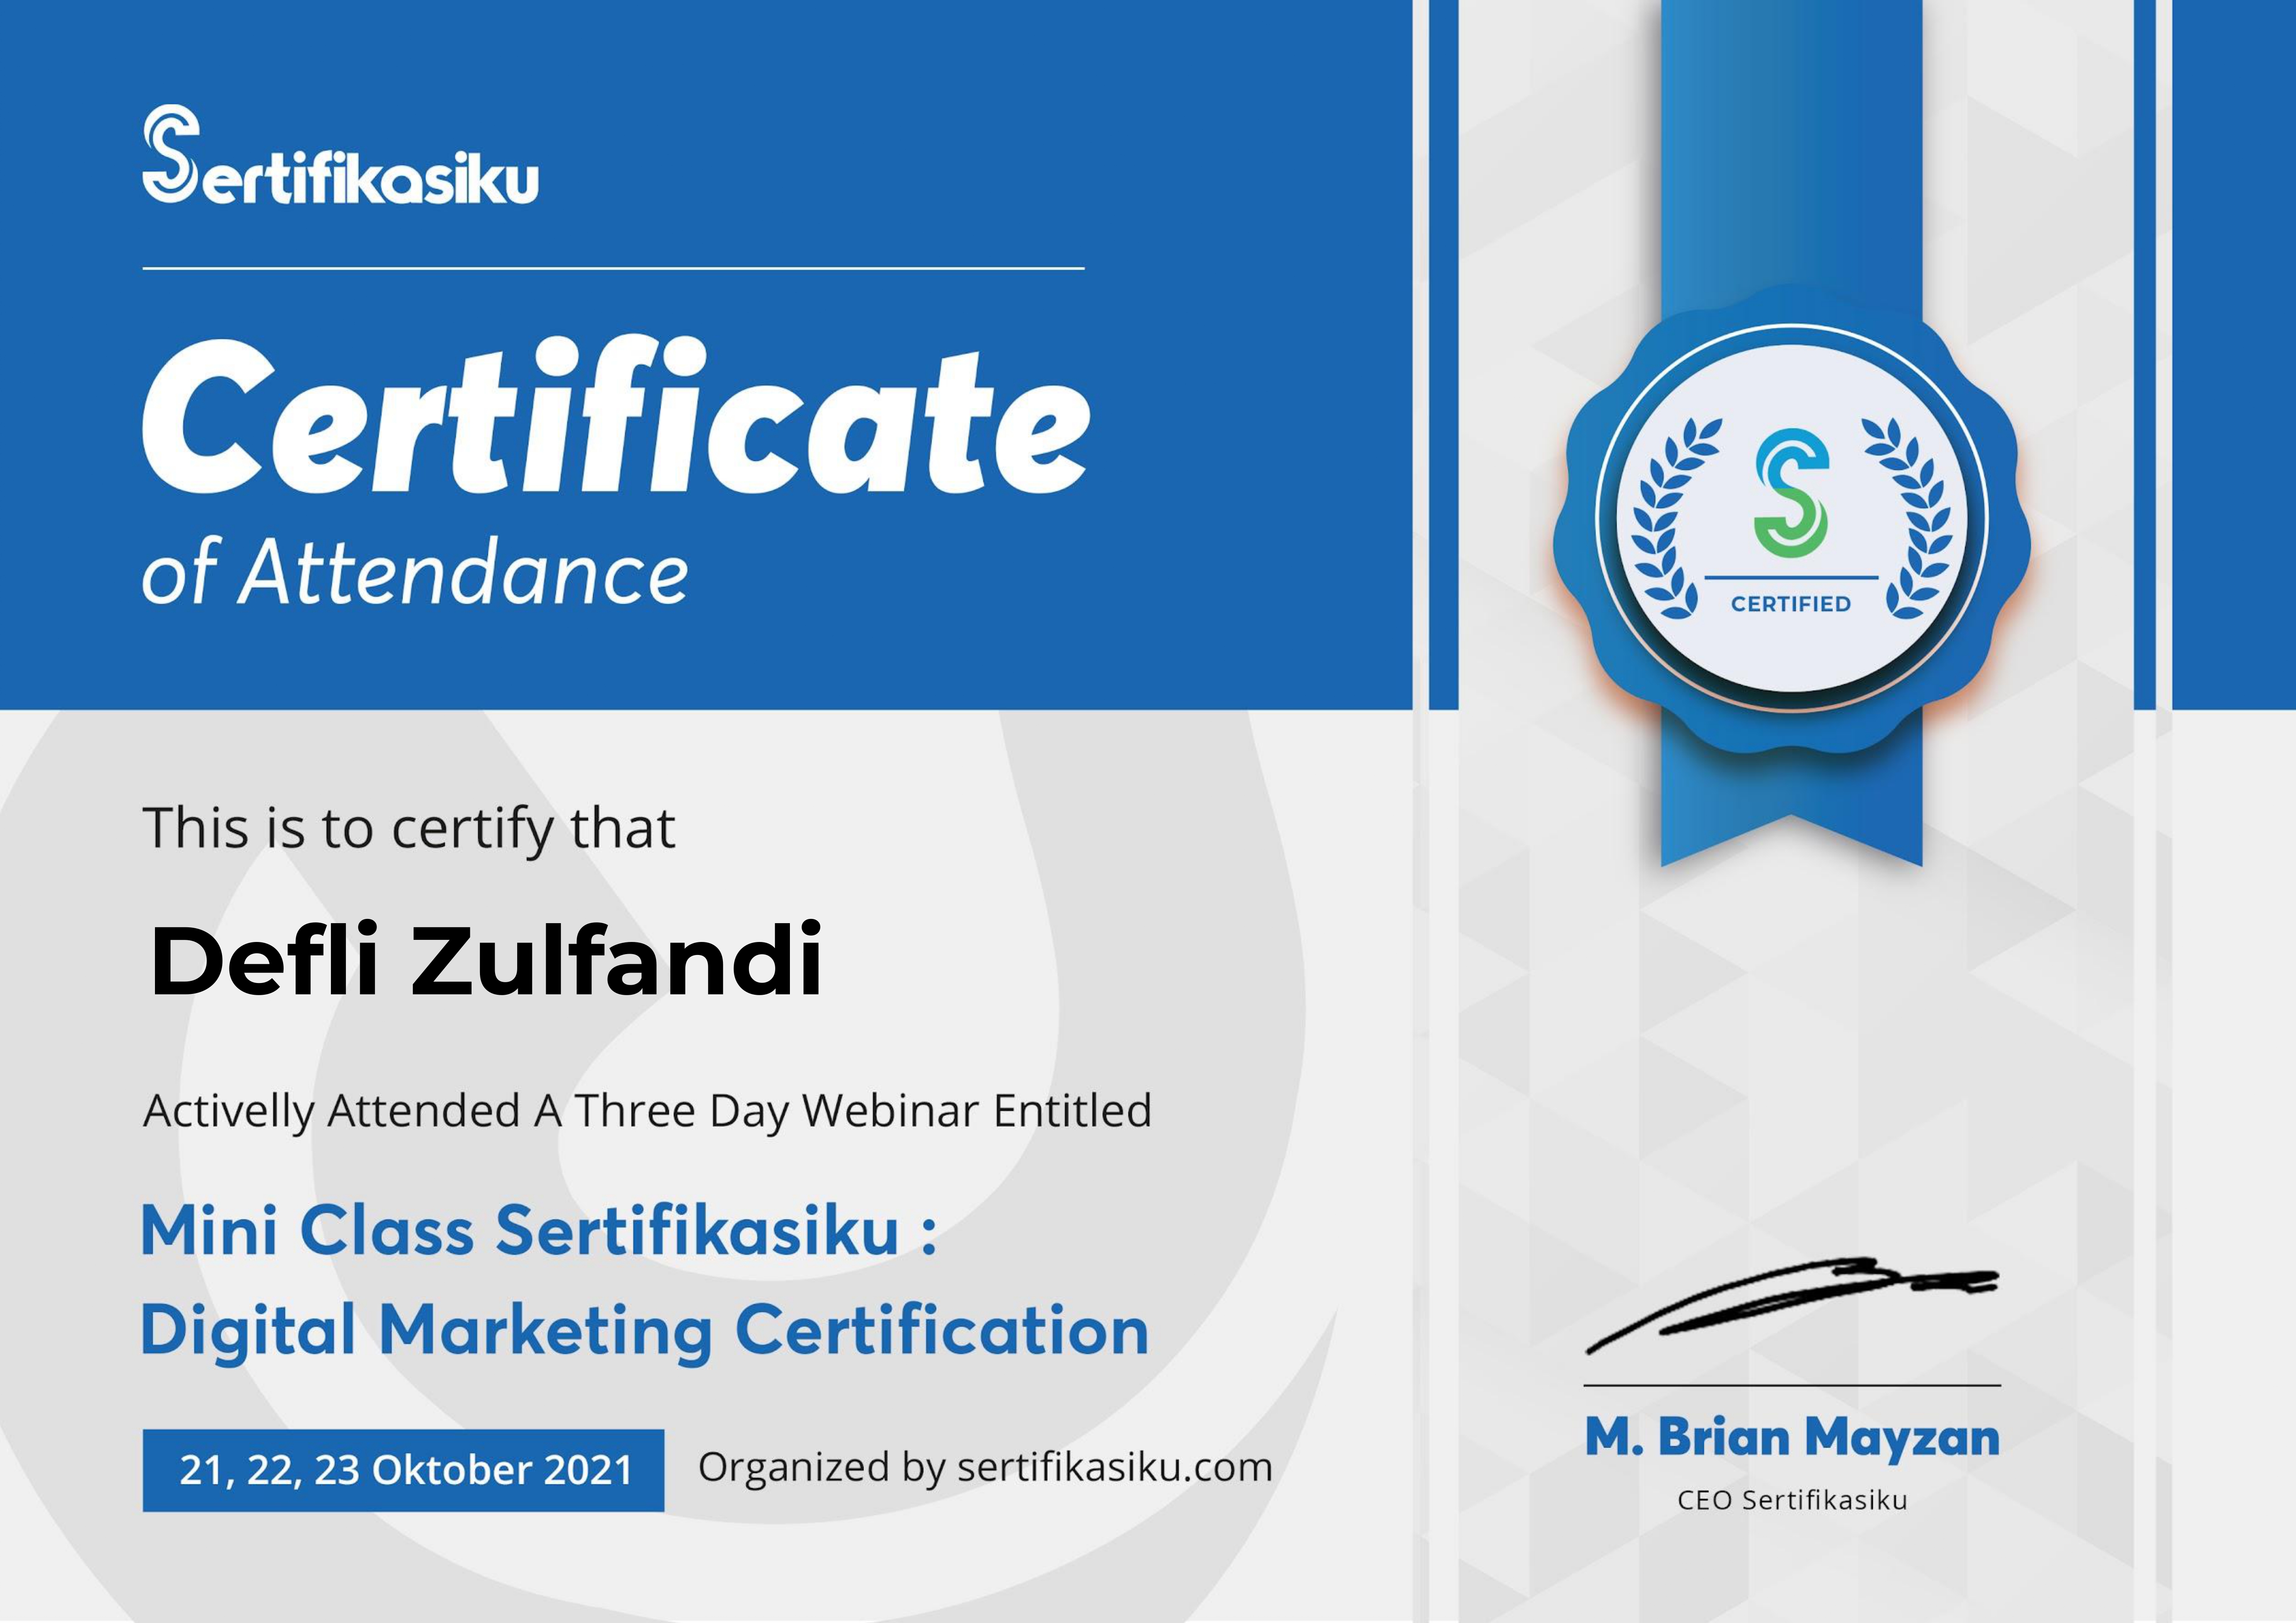 Sertifikasiku
Certificate
of Attendance
CERTIFIED
This is to certify that
Defli Zulfandi
Activelly Attended A Three Day Webinar Entitled
Mini Class Sertifikasiku :
Digital Marketing Certification
21, 22, 23 Oktober 2021
Organized by sertifikasiku.com
M. Brian Mayzan
CEO Sertifikasiku